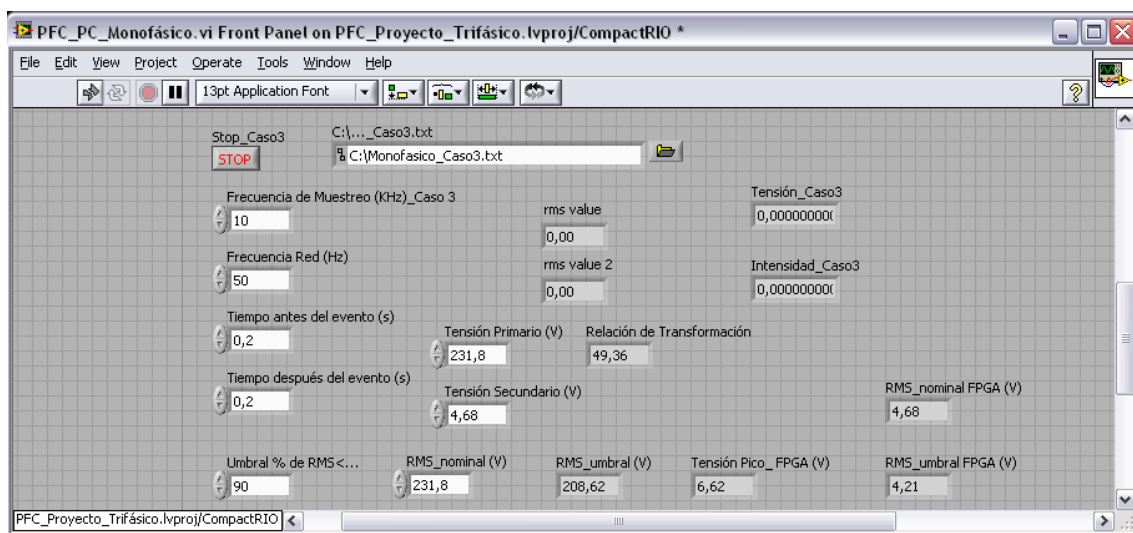 PFC_PC_Monofásico.vi Front Panel on PFC_Proyecto_Trifásico.lvproj/CompactRIO *
File Edit View Project Operate Tools Window Help
13pt Application Font ?
Stop_Caso3 C:\..._Caso3.txt
STOP C:\Monofasico_Caso3.txt
Frecuencia de Muestreo (KHz)_Caso 3 rms value Tensión_Caso3
10 0,00 0,00000000(
Frecuencia Red (Hz) rms value 2 Intensidad_Caso3
50 0,00 0,00000000(
Tiempo antes del evento (s) Tensión Primario (V) Relación de Transformación
0,2 231,8 49,36
Tiempo después del evento (s) Tensión Secundario (V) RMS_nominal FPGA (V)
0,2 4,68 4,68
Umbral % de RMS<... RMS_nominal (V) RMS_umbral (V) Tensión Pico_ FPGA (V) RMS_umbral FPGA (V)
90 231,8 208,62 6,62 4,21
PFC_Proyecto_Trifásico.lvproj/CompactRIO